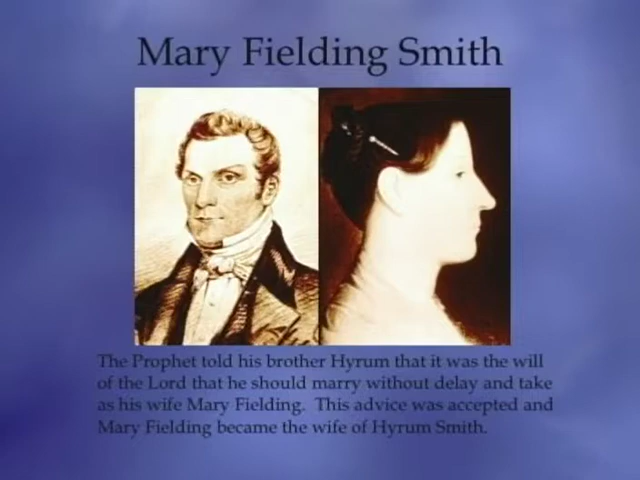 Mary Fielding Smith
The Prophet told his brother Hyrum that it was the will
of the Lord that he should marry without delay and take
as his wife Mary Fielding.  This advice was accepted and
Mary Fielding became the wife of Hyrum Smith.